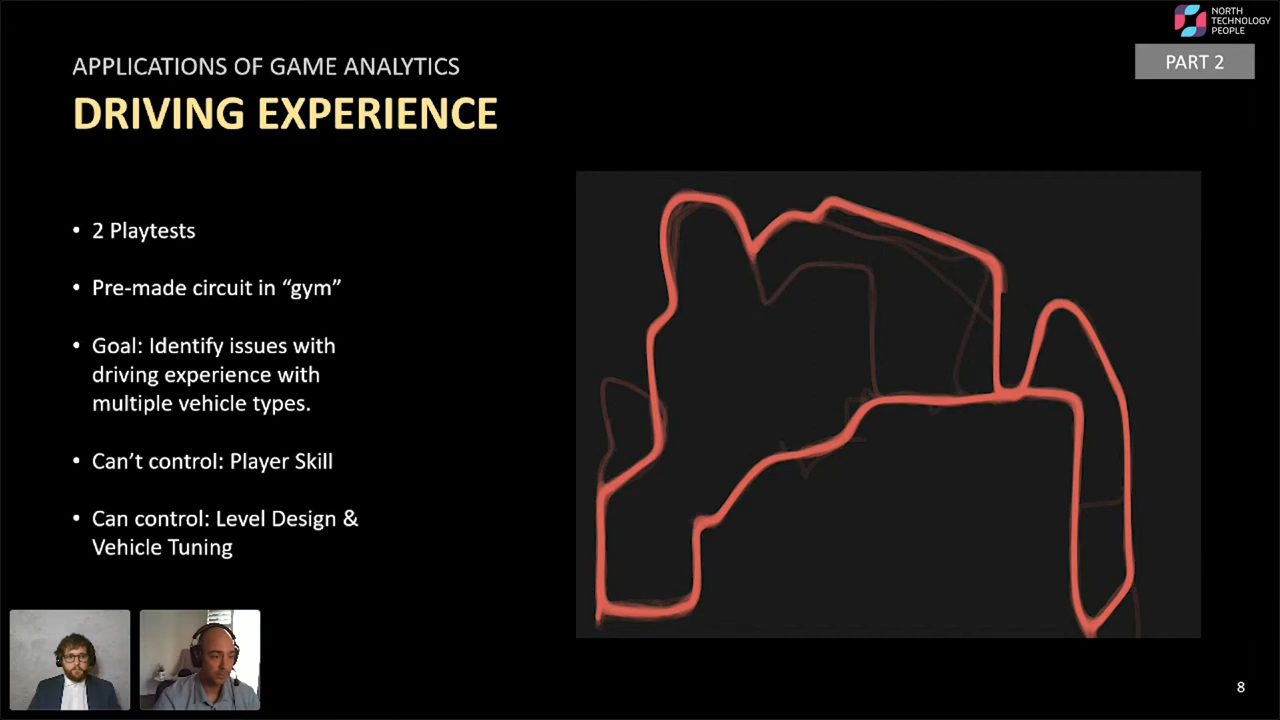 NORTH
TECHNOLOGY
PEOPLE
PART 2
APPLICATIONS OF GAME ANALYTICS
DRIVING EXPERIENCE
• 2 Playtests
• Pre-made circuit in “gym”
• Goal: Identify issues with
driving experience with
multiple vehicle types.
• Can’t control: Player Skill
• Can control: Level Design &
Vehicle Tuning
8